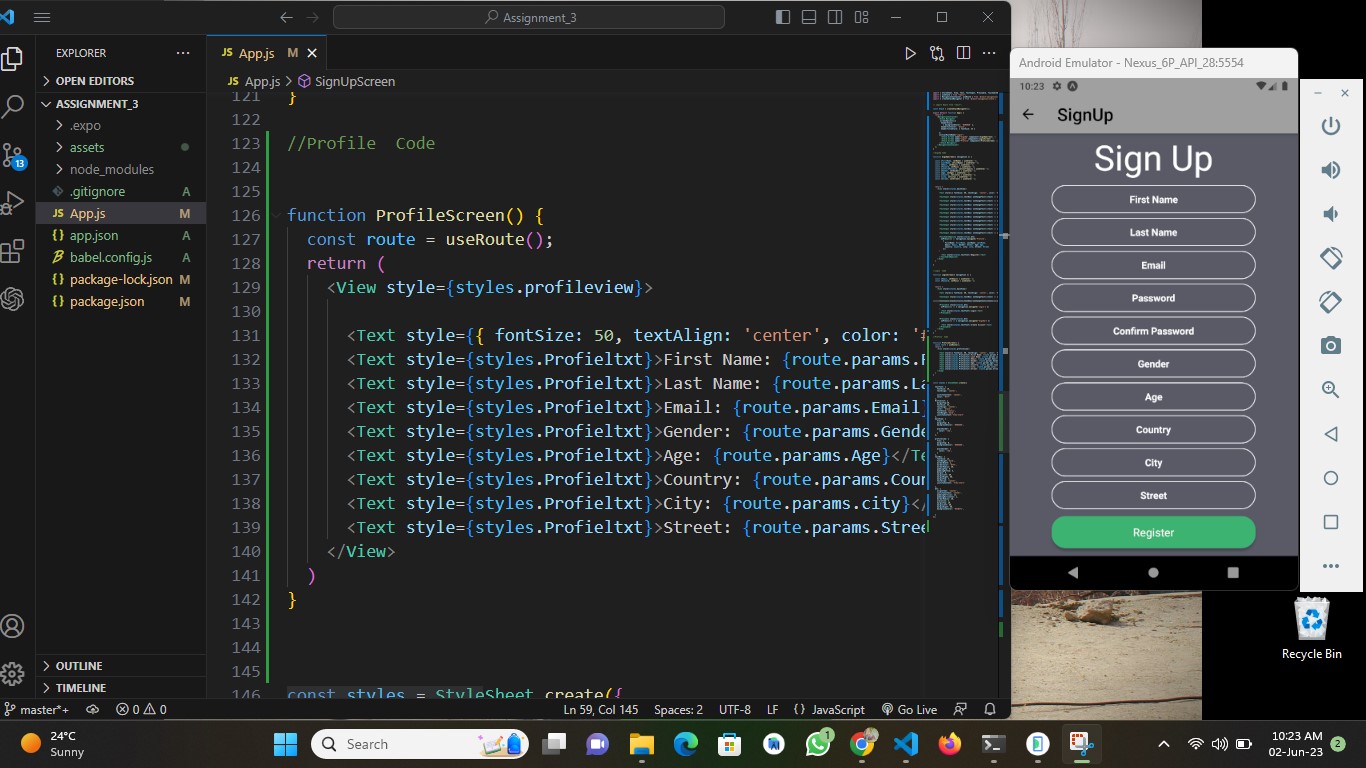 Assignment_3
EXPLORER
OPEN EDITORS
ASSIGNMENT_3
.expo
assets
node_modules
.gitignore A
JS App.js M
{} app.json A
babel.config.js A
{} package-lock.json M
{} package.json M
OUTLINE
TIMELINE
13
JS App.js M
JS App.js > SignUpScreen
121 }
122
123 //Profile  Code
124
125
126 function ProfileScreen() {
127 const route = useRoute();
128 return (
129 <View style={styles.profileview}>
130
131 <Text style={{ fontSize: 50, textAlign: 'center', color: '#
132 <Text style={styles.Profieltxt}>First Name: {route.params.F
133 <Text style={styles.Profieltxt}>Last Name: {route.params.La
134 <Text style={styles.Profieltxt}>Email: {route.params.Email}
135 <Text style={styles.Profieltxt}>Gender: {route.params.Gende
136 <Text style={styles.Profieltxt}>Age: {route.params.Age}</Te
137 <Text style={styles.Profieltxt}>Country: {route.params.Coun
138 <Text style={styles.Profieltxt}>City: {route.params.city}</
139 <Text style={styles.Profieltxt}>Street: {route.params.Stree
140 </View>
141 )
142 }
143
144
145
146 const styles = StyleSheet.create({
master*+
0 0
Ln 59, Col 145
Spaces: 2
UTF-8
LF
{} JavaScript
Go Live
Android Emulator - Nexus_6P_API_28:5554
10:23
SignUp
Sign Up
First Name
Last Name
Email
Password
Confirm Password
Gender
Age
Country
City
Street
Register
Recycle Bin
24°C
Sunny
Search
1
10:23 AM
02-Jun-23
2